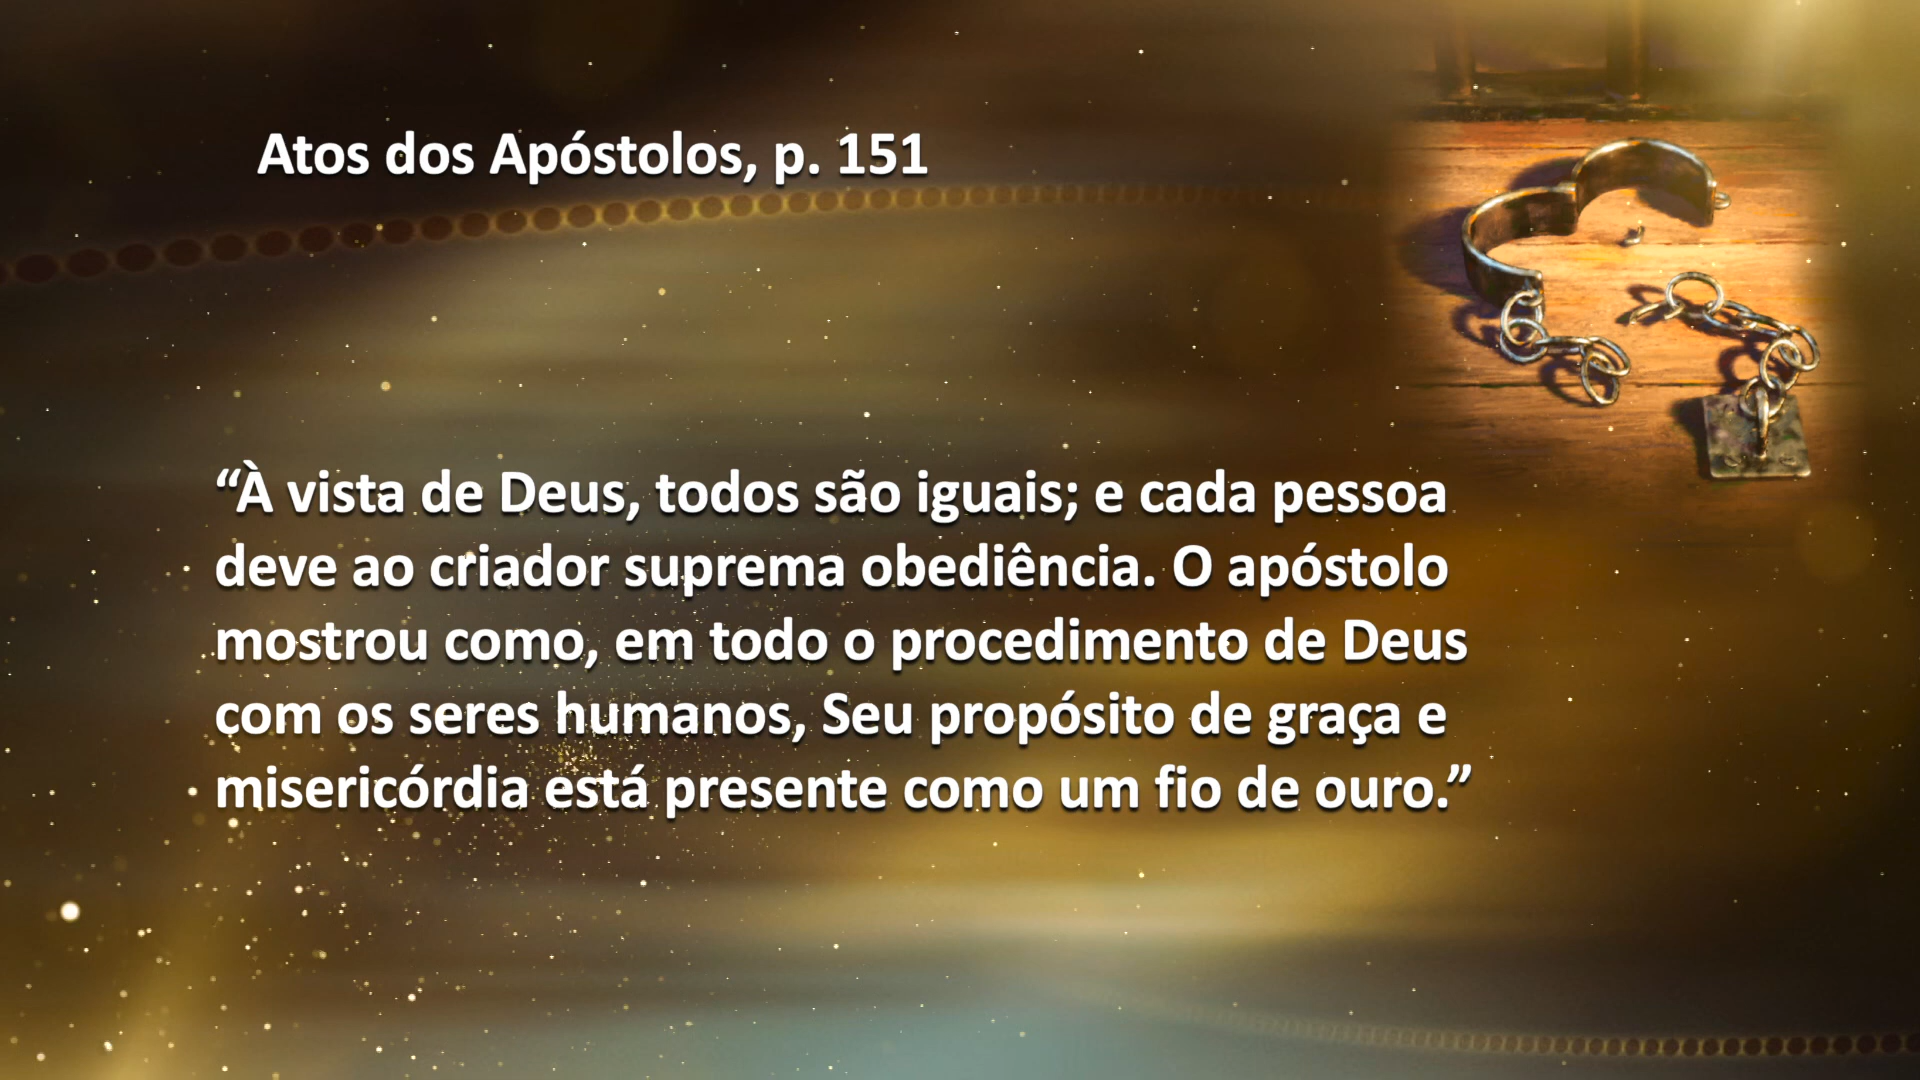 Atos dos Apóstolos, p. 151
“À vista de Deus, todos são iguais; e cada pessoa
deve ao criador suprema obediência. O apóstolo
mostrou como, em todo o procedimento de Deus
com os seres humanos, Seu propósito de graça e
misericórdia está presente como um fio de ouro.”